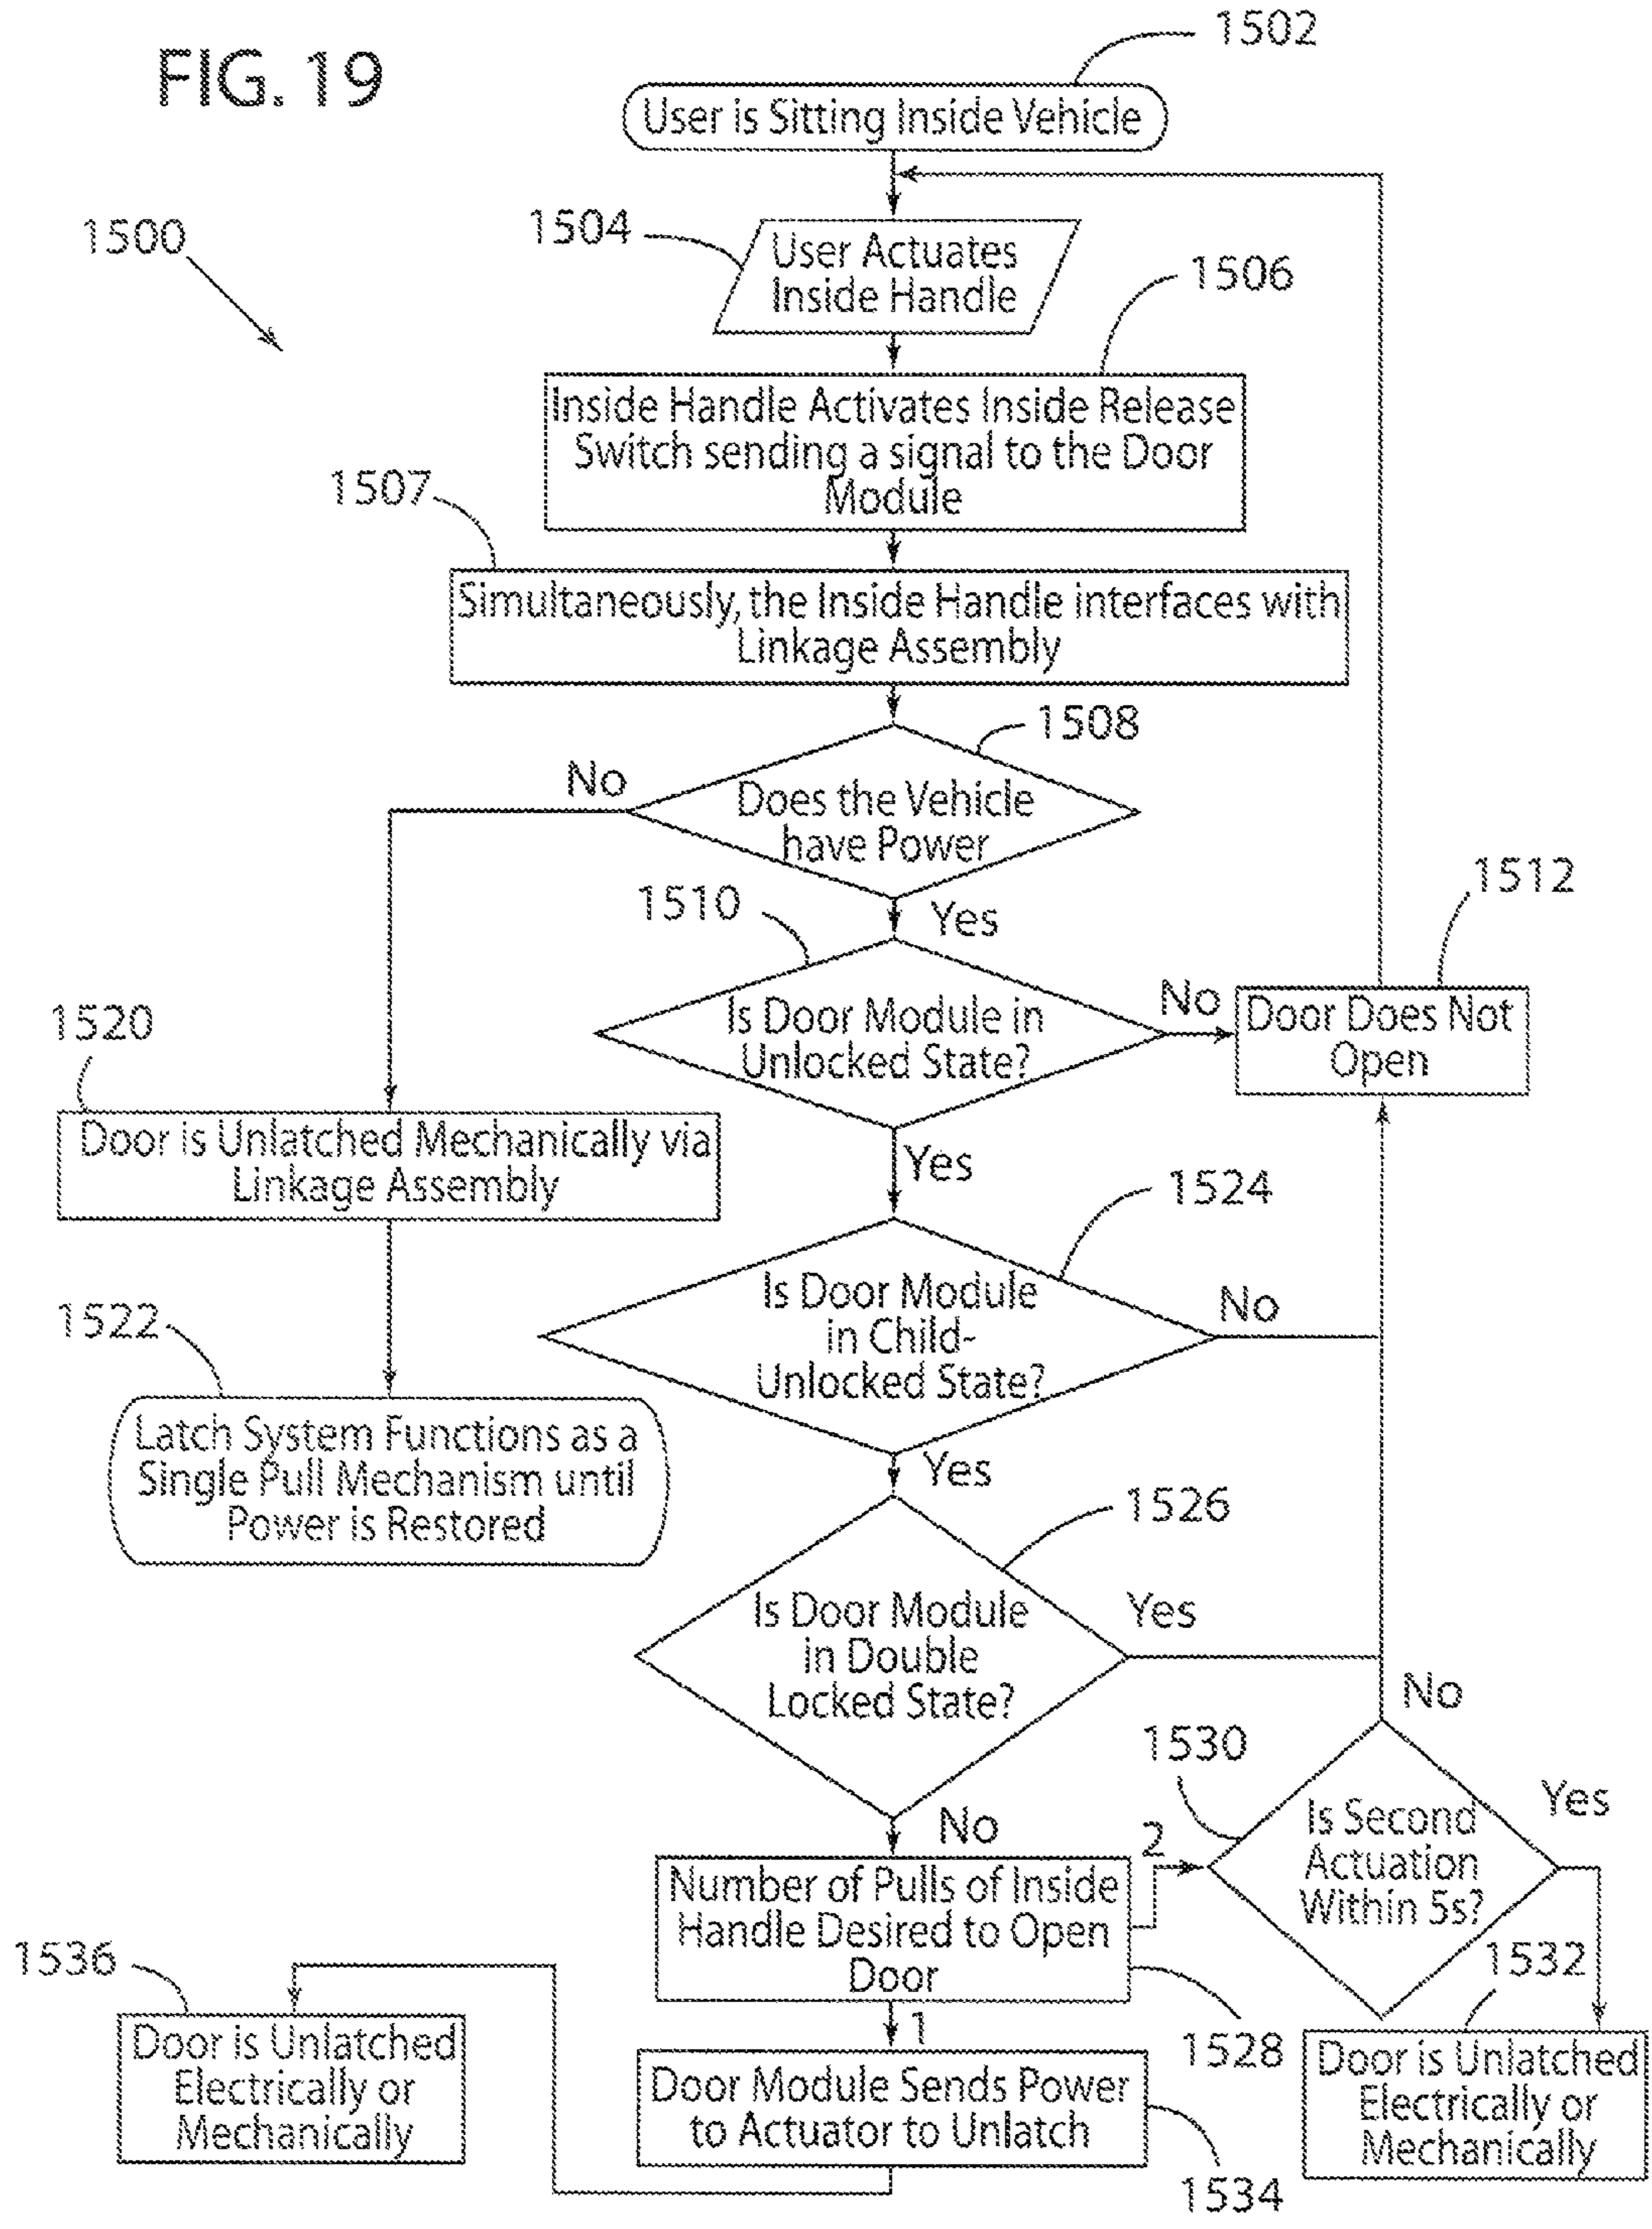 FIG. 19
1502
User is Sitting Inside Vehicle
1500
1504
User Actuates
Inside Handle
1506
Inside Handle Activates Inside Release
Switch sending a signal to the Door
Module
1507
Simultaneously, the Inside Handle interfaces with
Linkage Assembly
1508
No
Does the Vehicle
have Power
Yes
1510
Is Door Module in
Unlocked State?
No
1512
Door Does Not
Open
1520
Door is Unlatched Mechanically via
Linkage Assembly
Yes
1524
Is Door Module
in Child-
Unlocked State?
No
1522
Latch System Functions as a
Single Pull Mechanism until
Power is Restored
Yes
1526
Is Door Module
in Double
Locked State?
Yes
No
No
1530
2
Is Second
Actuation
Within 5s?
Yes
Number of Pulls of Inside
Handle Desired to Open
Door
1528
1532
Door is Unlatched
Electrically or
Mechanically
1
Door Module Sends Power
to Actuator to Unlatch
1534
1536
Door is Unlatched
Electrically or
Mechanically